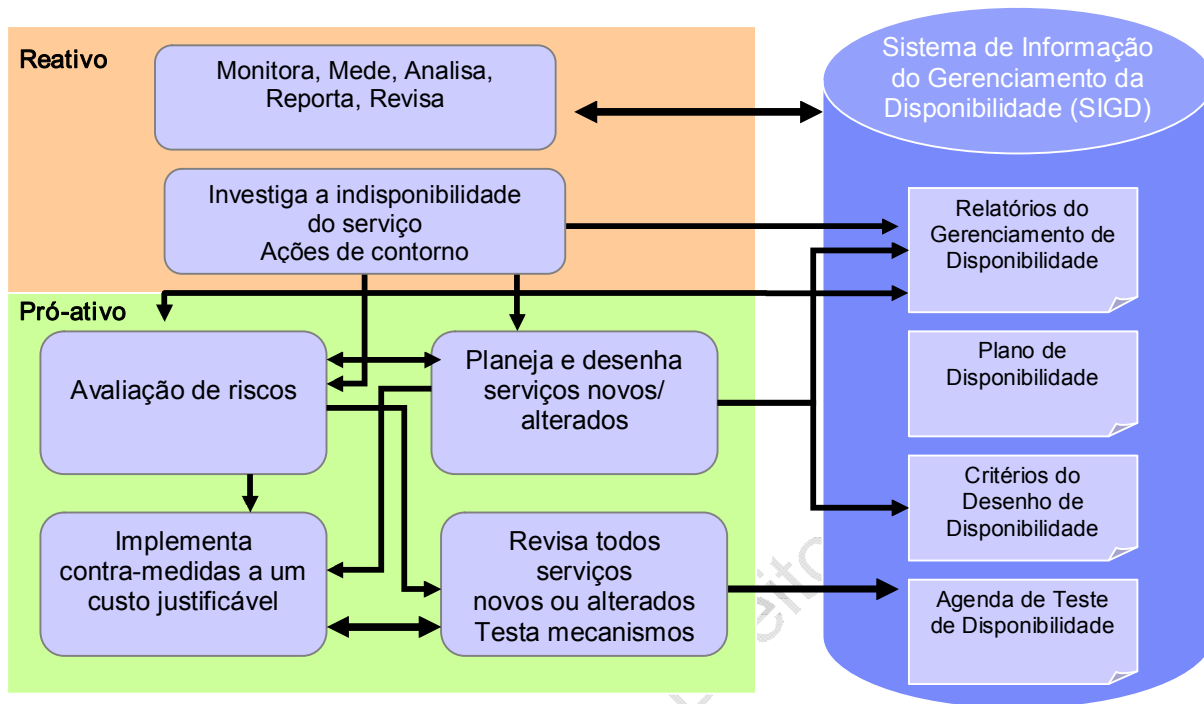 Reativo
Monitora, Mede, Analisa,
Reporta, Revisa
Investiga a indisponibilidade
do serviço
Ações de contorno
Pró-ativo
Avaliação de riscos
Planeja e desenha
serviços novos/
alterados
Implementa
contra-medidas a um
custo justificável
Revisa todos
serviços
novos ou alterados
Testa mecanismos
Sistema de Informação
do Gerenciamento da
Disponibilidade (SIGD)
Relatórios do
Gerenciamento de
Disponibilidade
Plano de
Disponibilidade
Critérios do
Desenho de
Disponibilidade
Agenda de Teste
de Disponibilidade